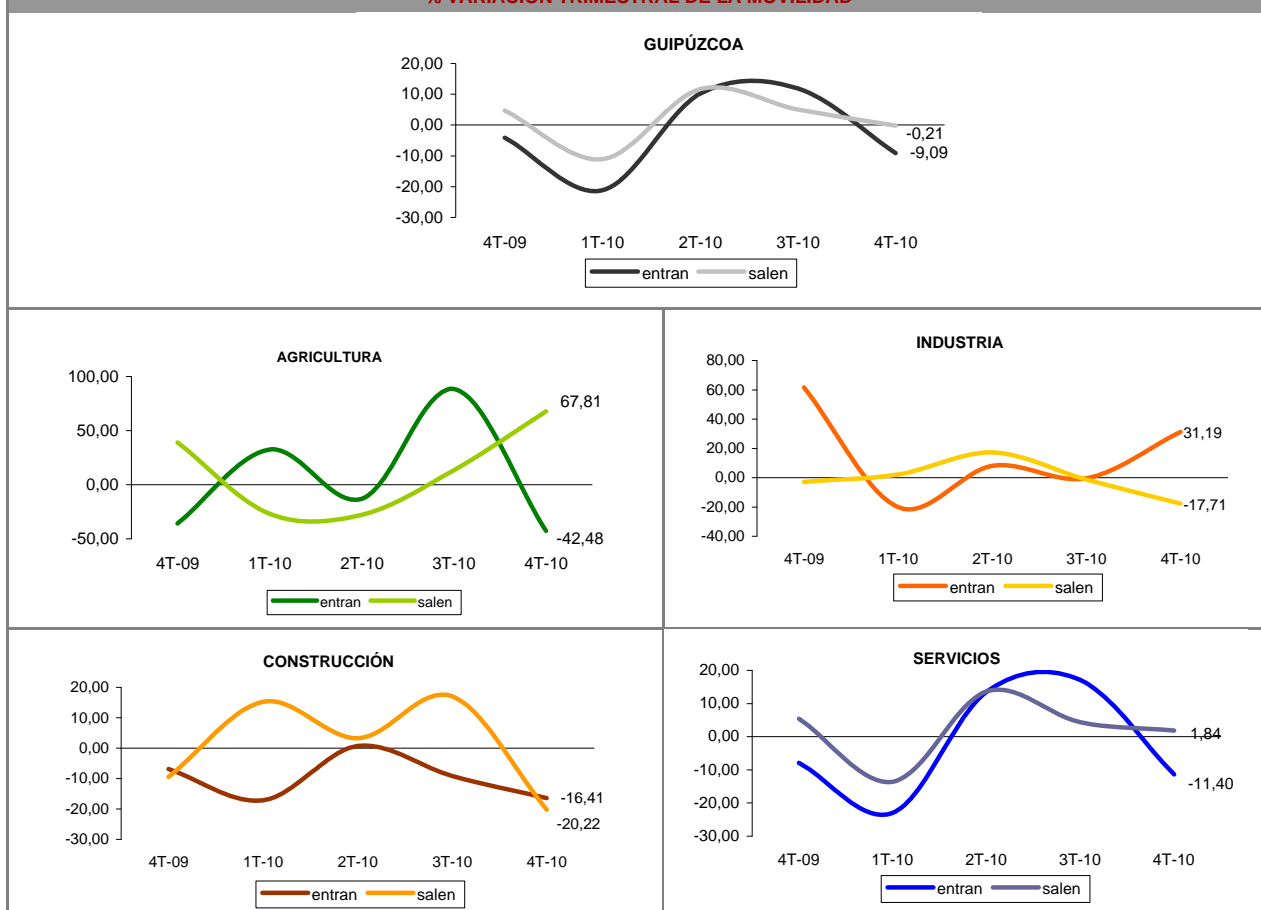 % VARIACIÓN TRIMESTRAL DE LA MOVILIDAD
GUIPÚZCOA
20,00
10,00
0,00
-10,00
-20,00
-30,00
-0,21
-9,09
4T-09 1T-10 2T-10 3T-10 4T-10
entran salen
AGRICULTURA
100,00
50,00
0,00
-50,00
67,81
-42,48
4T-09 1T-10 2T-10 3T-10 4T-10
entran salen
INDUSTRIA
80,00
60,00
40,00
20,00
0,00
-20,00
-40,00
31,19
-17,71
4T-09 1T-10 2T-10 3T-10 4T-10
entran salen
CONSTRUCCIÓN
20,00
10,00
0,00
-10,00
-20,00
-30,00
-16,41
-20,22
4T-09 1T-10 2T-10 3T-10 4T-10
entran salen
SERVICIOS
20,00
10,00
0,00
-10,00
-20,00
-30,00
1,84
-11,40
4T-09 1T-10 2T-10 3T-10 4T-10
entran salen